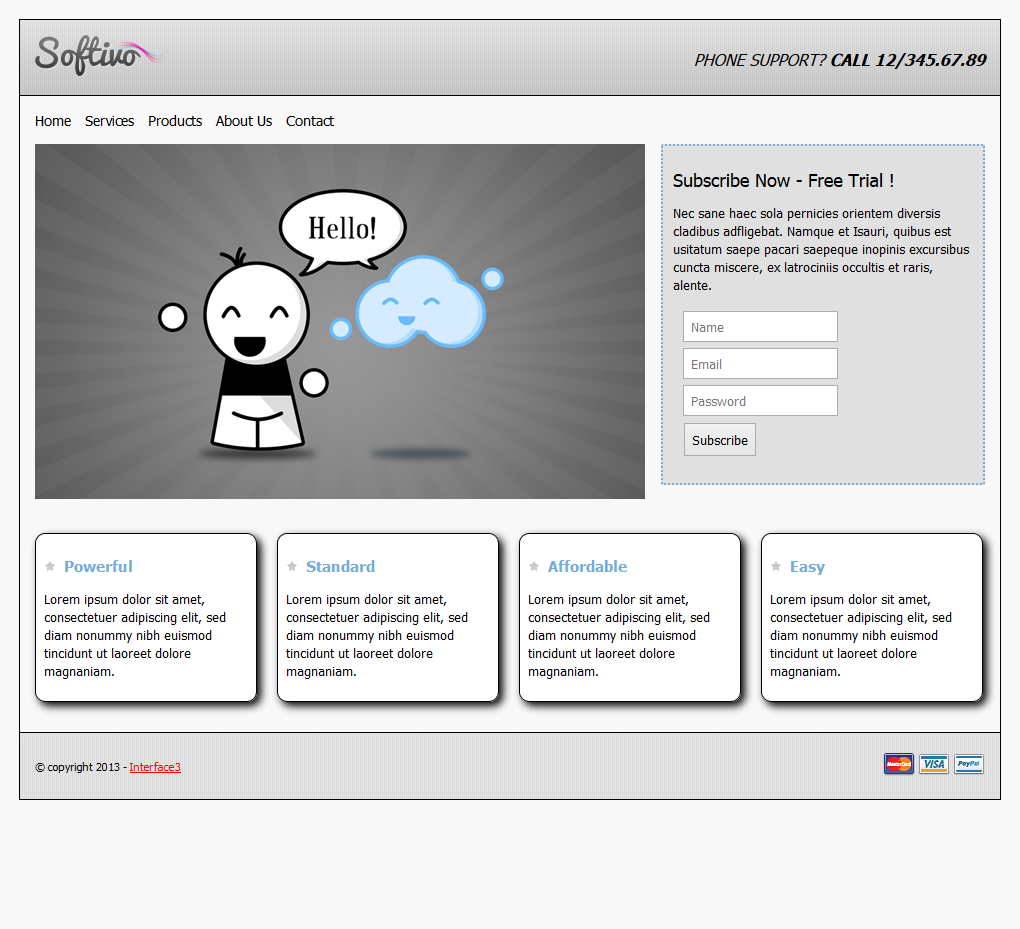 Softivo
PHONE SUPPORT? CALL 12/345.67.89
Home Services Products About Us Contact
Hello!
Subscribe Now - Free Trial !
Nec sane haec sola pernicies orientem diversis
cladibus adfligebat. Namque et Isauri, quibus est
usitatum saepe pacari saepeque inopinis excursibus
cuncta miscere, ex latrociniis occultis et raris,
alente.
Name
Email
Password
Subscribe
Powerful
Lorem ipsum dolor sit amet,
consectetuer adipiscing elit, sed
diam nonummy nibh euismod
tincidunt ut laoreet dolore
magnaniam.
Standard
Lorem ipsum dolor sit amet,
consectetuer adipiscing elit, sed
diam nonummy nibh euismod
tincidunt ut laoreet dolore
magnaniam.
Affordable
Lorem ipsum dolor sit amet,
consectetuer adipiscing elit, sed
diam nonummy nibh euismod
tincidunt ut laoreet dolore
magnaniam.
Easy
Lorem ipsum dolor sit amet,
consectetuer adipiscing elit, sed
diam nonummy nibh euismod
tincidunt ut laoreet dolore
magnaniam.
© copyright 2013 - Interface3
MasterCard VISA PayPal